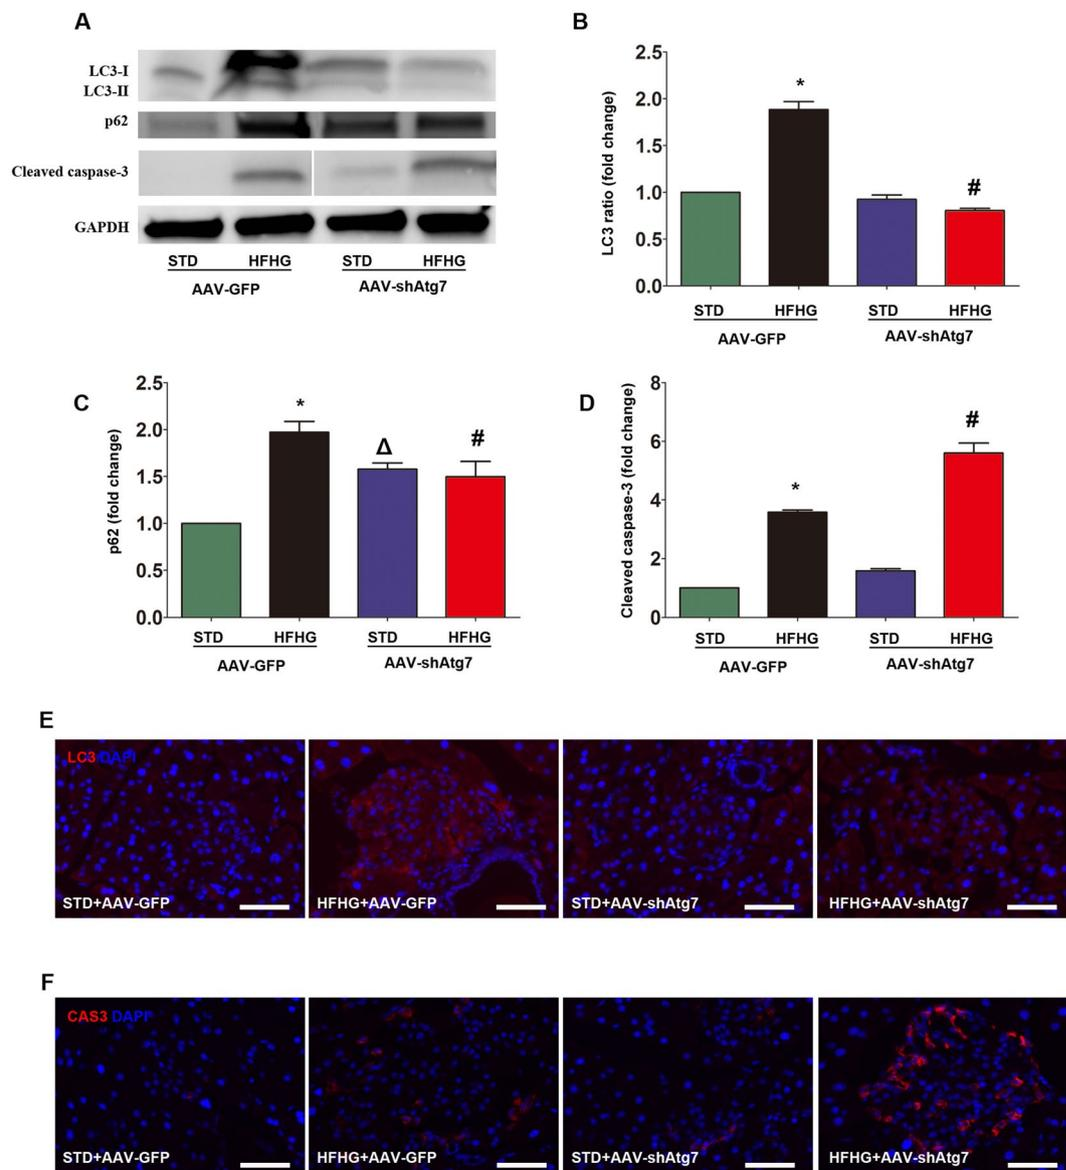 A
LC3-I
LC3-II
p62
Cleaved caspase-3
GAPDH
STD HFHG STD HFHG
AAV-GFP AAV-shAtg7
B
LC3 ratio (fold change)
2.5
2.0
1.5
1.0
0.5
0.0
*
#
STD HFHG STD HFHG
AAV-GFP AAV-shAtg7
C
p62 (fold change)
2.5
2.0
1.5
1.0
0.5
0.0
*
Δ
#
STD HFHG STD HFHG
AAV-GFP AAV-shAtg7
D
Cleaved caspase-3 (fold change)
8
6
4
2
0
*
#
STD HFHG STD HFHG
AAV-GFP AAV-shAtg7
E
LC3 DAPI
STD+AAV-GFP HFHG+AAV-GFP STD+AAV-shAtg7 HFHG+AAV-shAtg7
F
CAS3 DAPI
STD+AAV-GFP HFHG+AAV-GFP STD+AAV-shAtg7 HFHG+AAV-shAtg7